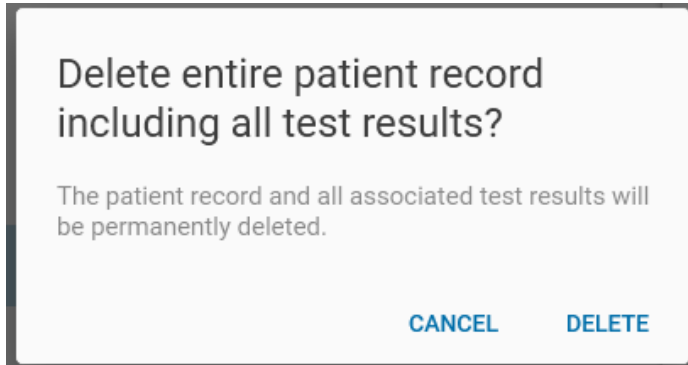 Delete entire patient record
including all test results?
The patient record and all associated test results will
be permanently deleted.
CANCEL DELETE